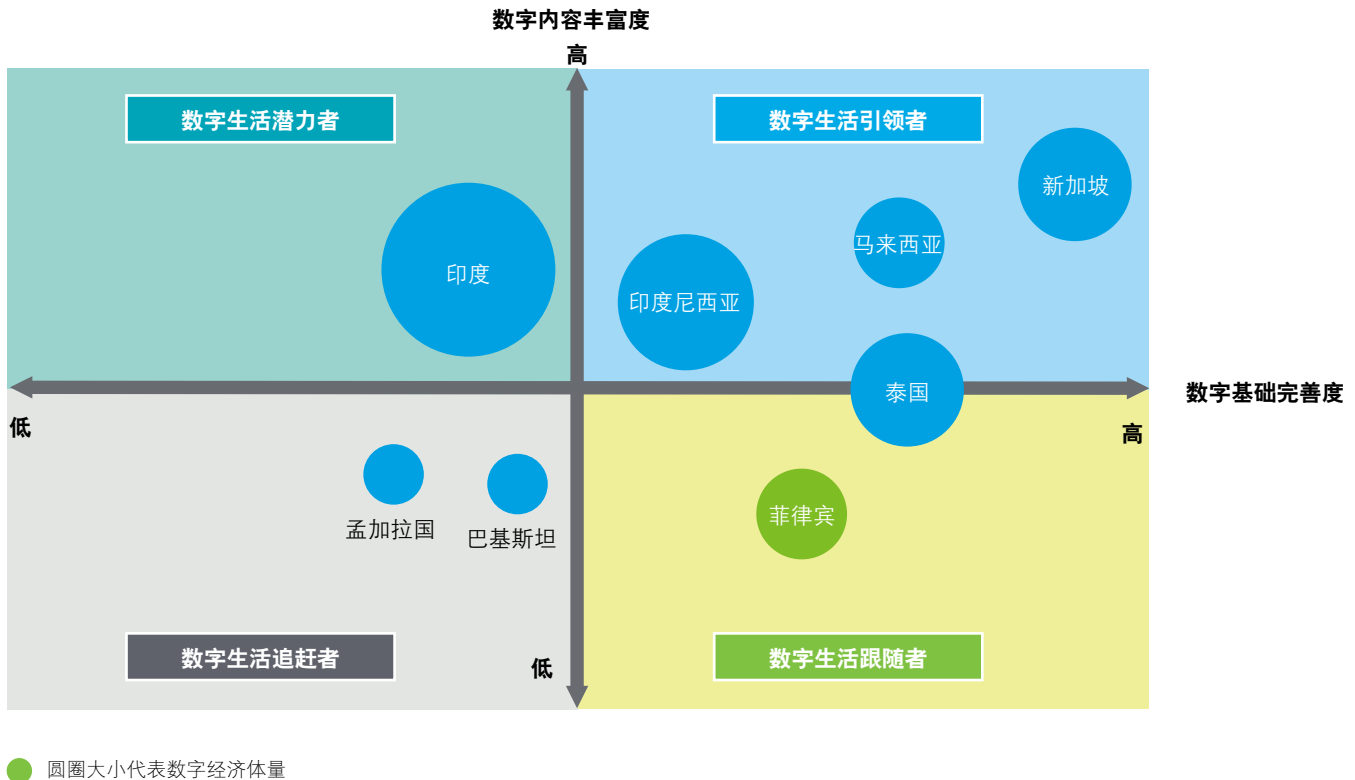 数字内容丰富度
高
数字生活潜力者
数字生活引领者
新加坡
马来西亚
印度
印度尼西亚
泰国
数字基础完善度
低
高
孟加拉国
巴基斯坦
菲律宾
数字生活追赶者
低
数字生活跟随者
圆圈大小代表数字经济体量